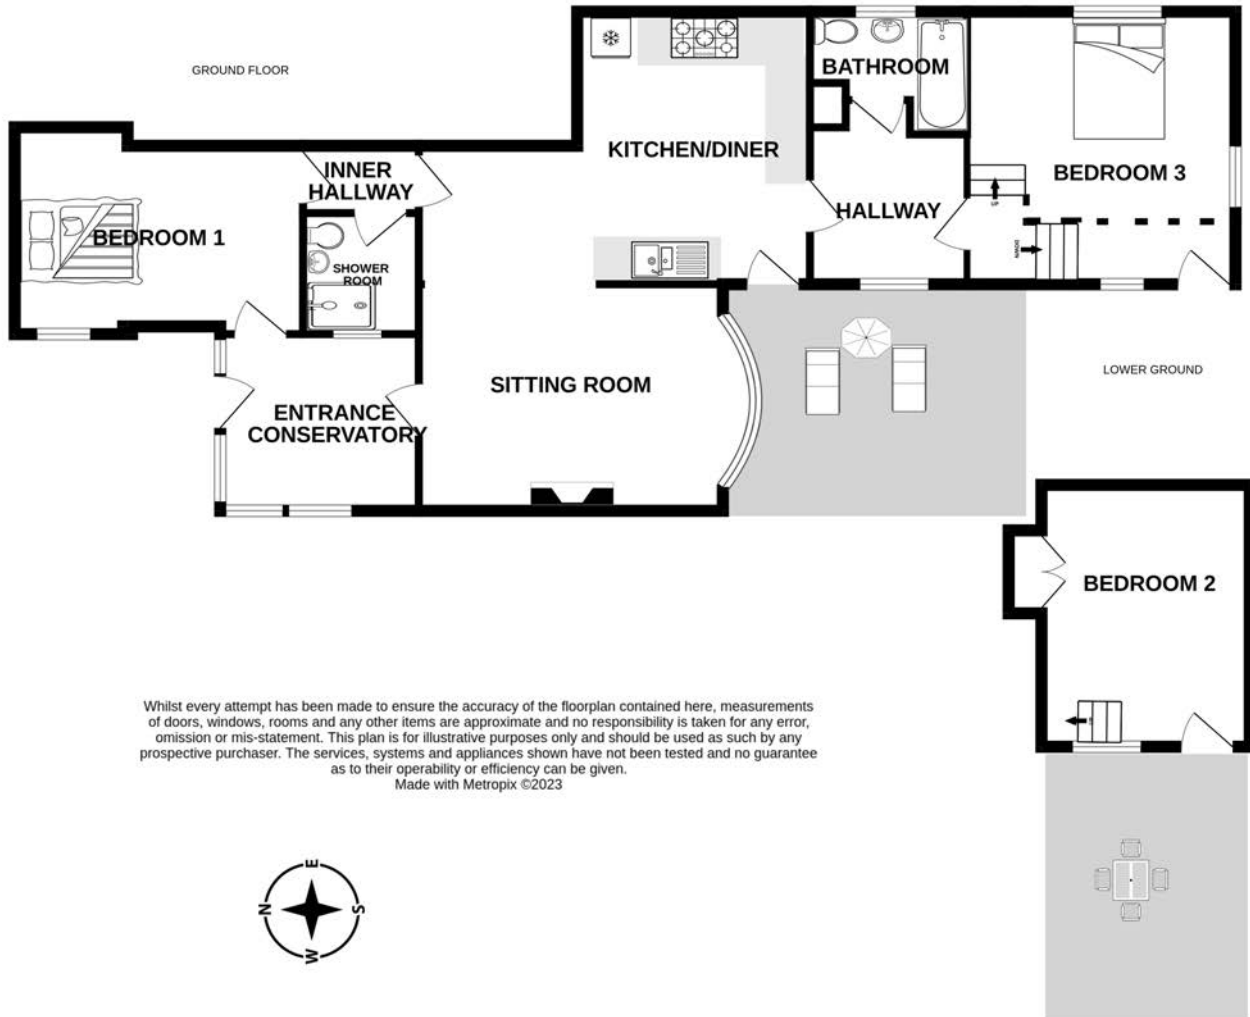 GROUND FLOOR
BATHROOM
KITCHEN/DINER
INNER
HALLWAY
BEDROOM 3
UP
HALLWAY
BEDROOM 1
DOWN
SHOWER
ROOM
LOWER GROUND
SITTING ROOM
ENTRANCE
CONSERVATORY
BEDROOM 2
UP
Whilst every attempt has been made to ensure the accuracy of the floorplan contained here, measurements
of doors, windows, rooms and any other items are approximate and no responsibility is taken for any error,
omission or mis-statement. This plan is for illustrative purposes only and should be used as such by any
prospective purchaser. The services, systems and appliances shown have not been tested and no guarantee
as to their operability or efficiency can be given.
Made with Metropix ©2023
E
N
S
W